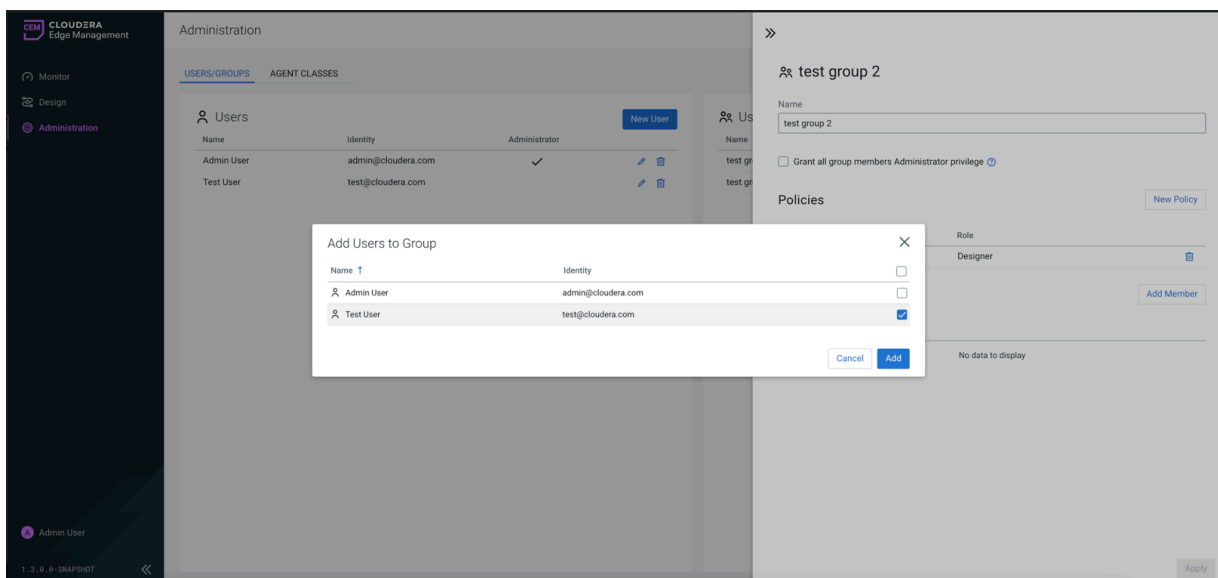 CEM CLOUDERA
Edge Management
Monitor
Design
Administration
Admin User
1.3.0.0-SNAPSHOT
Administration
USERS/GROUPS AGENT CLASSES
Users New User
Name Identity Administrator
Admin User admin@cloudera.com
Test User test@cloudera.com
Us
Name
test gr
test gr
Add Users to Group
Name Identity
Admin User admin@cloudera.com
Test User test@cloudera.com
Cancel Add
test group 2
Name
test group 2
Grant all group members Administrator privilege
Policies New Policy
Role
Designer
Add Member
No data to display
Apply